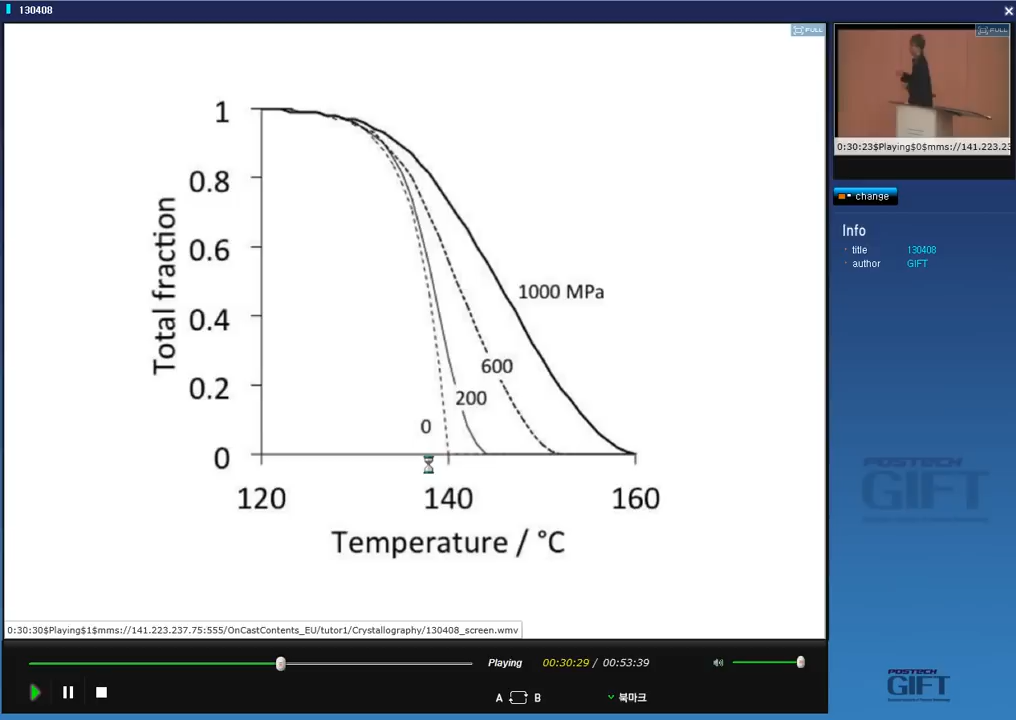 130408
FULL
FULL
1
0.8
0.6
0.4
0.2
0
Total fraction
1000 MPa
600
200
0
120
140
160
Temperature / °C
0:30:23$Playing$0$mms://141.223.23
change
Info
title 130408
author GIFT
POSTECH
GIFT
0:30:30$Playing$1$mms://141.223.237.75:555/OnCastContents_EU/tutor1/Crystallography/130408_screen.wmv
Playing 00:30:29 / 00:53:39
A B 북마크
POSTECH
GIFT